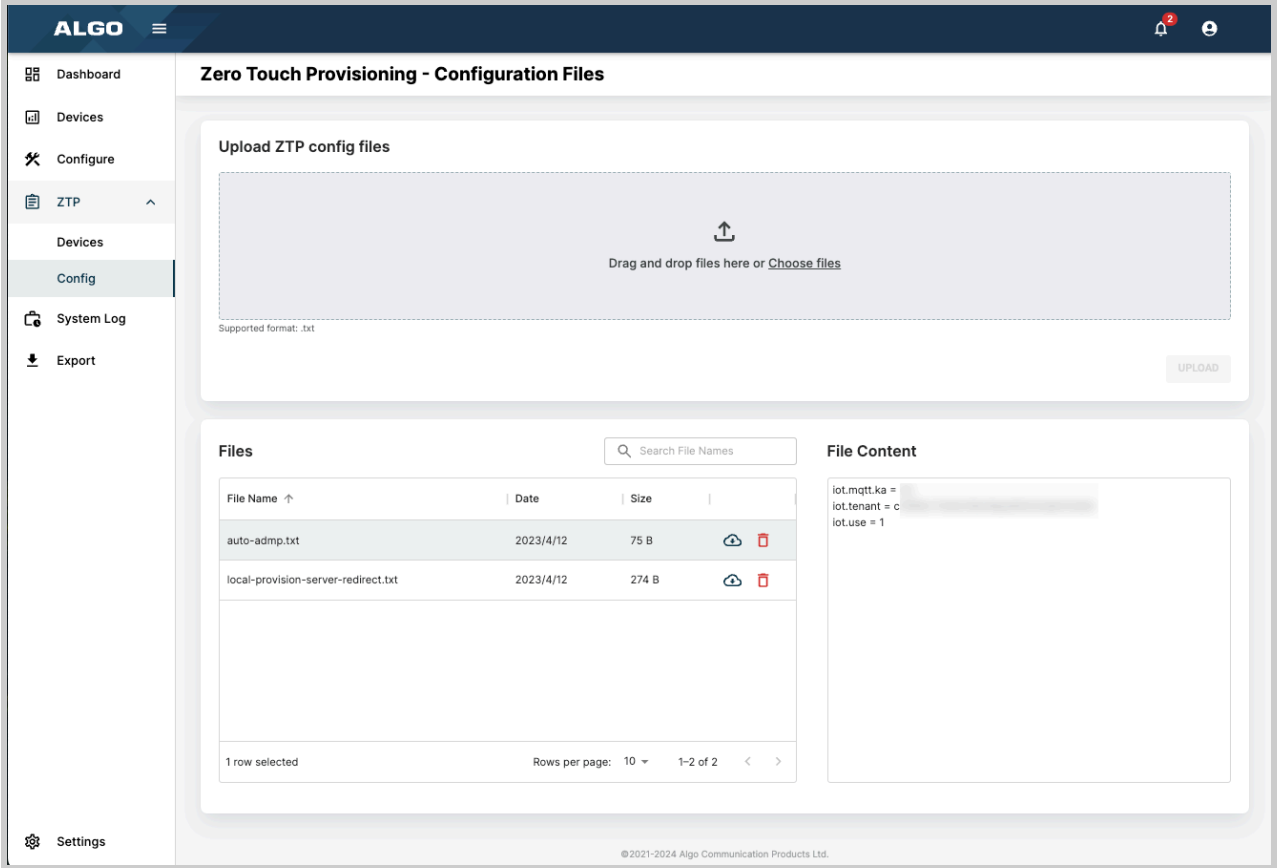 ALGO
2
Dashboard
Devices
Configure
ZTP
Devices
Config
System Log
Export
Settings
Zero Touch Provisioning - Configuration Files
Upload ZTP config files
Drag and drop files here or Choose files
Supported format: .txt
UPLOAD
Files
Search File Names
File Name Date Size
auto-admp.txt 2023/4/12 75 B
local-provision-server-redirect.txt 2023/4/12 274 B
1 row selected Rows per page: 10 1–2 of 2
File Content
iot.mqtt.ka =
iot.tenant = c
iot.use = 1
©2021-2024 Algo Communication Products Ltd.